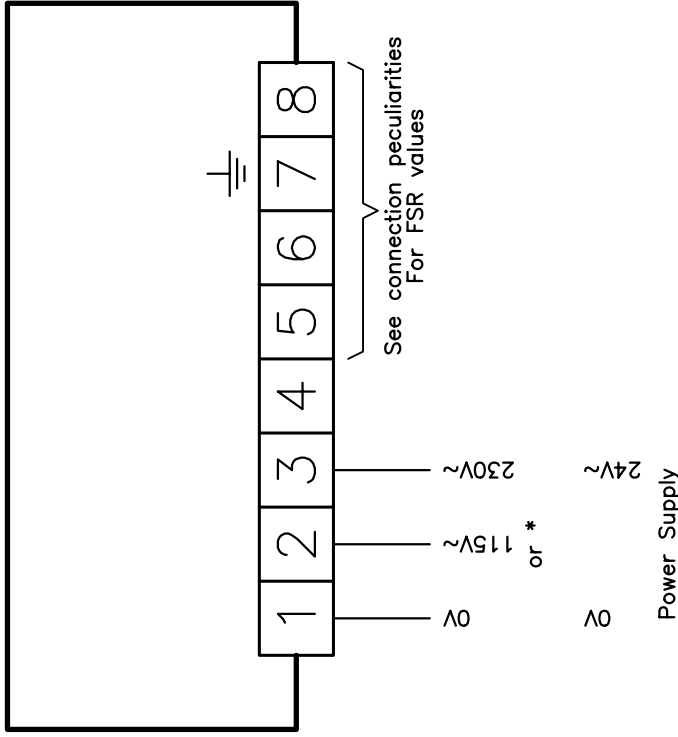 1 2 3 4 5 6 7 8
0V
115V~
230V~
or *
0V
24V~
Power Supply
See connection peculiarities
For FSR values